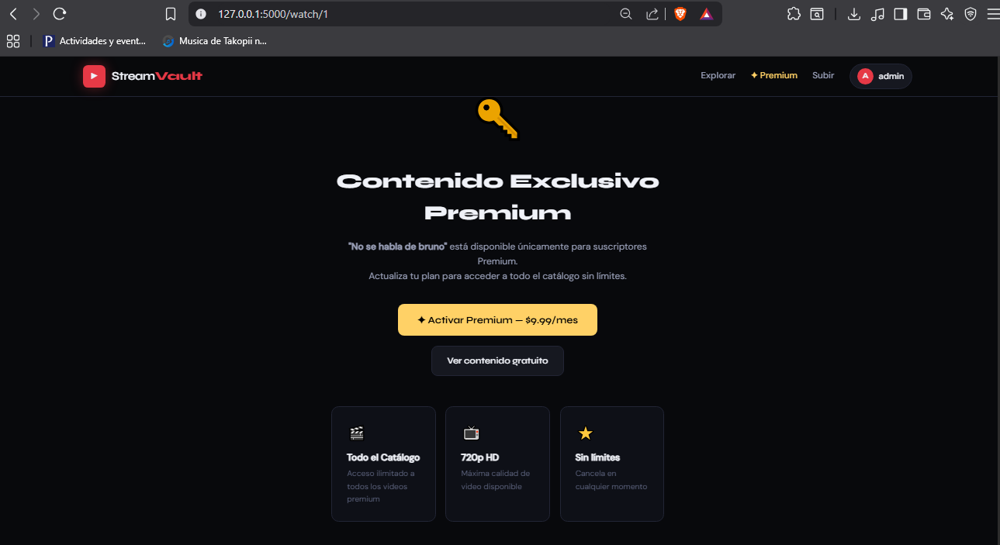 127.0.0.1:5000/watch/1
Actividades y event...
Musica de Takopii n...
StreamVault
Explorar
✦ Premium
Subir
A admin
Contenido Exclusivo
Premium
"No se habla de bruno" está disponible únicamente para suscriptores
Premium.
Actualiza tu plan para acceder a todo el catálogo sin límites.
✦ Activar Premium — $9.99/mes
Ver contenido gratuito
Todo el Catálogo
Acceso ilimitado a
todos los videos
premium
720p HD
Máxima calidad de
video disponible
Sin límites
Cancela en
cualquier momento